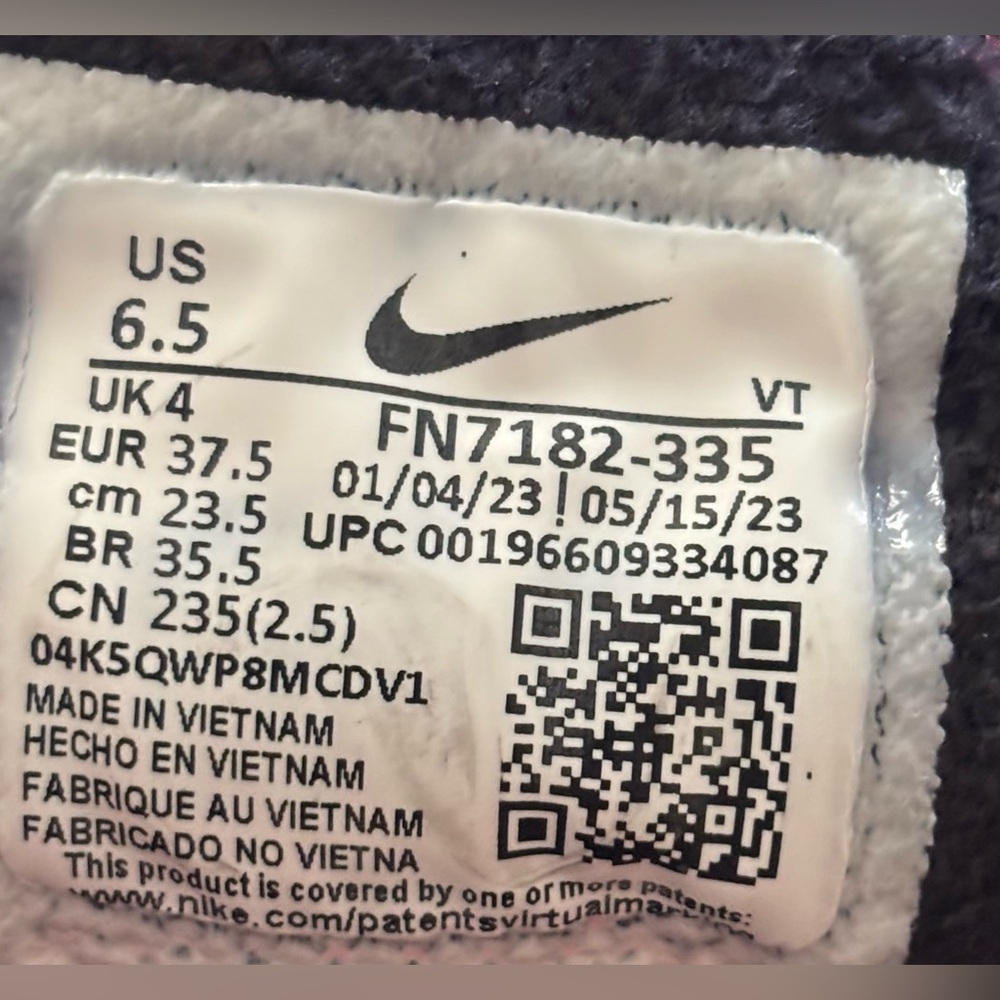 US
6.5
VT
UK 4
FN7182-335
EUR 37.5
01/04/23 | 05/15/23
cm 23.5
UPC 00196609334087
BR 35.5
CN 235(2.5)
04K5QWP8MCDV1
MADE IN VIETNAM
HECHO EN VIETNAM
FABRIQUE AU VIETNAM
FABRICADO NO VIETNA
This product is covered by one or more patents:
www.nike.com/patentsvirtualmar